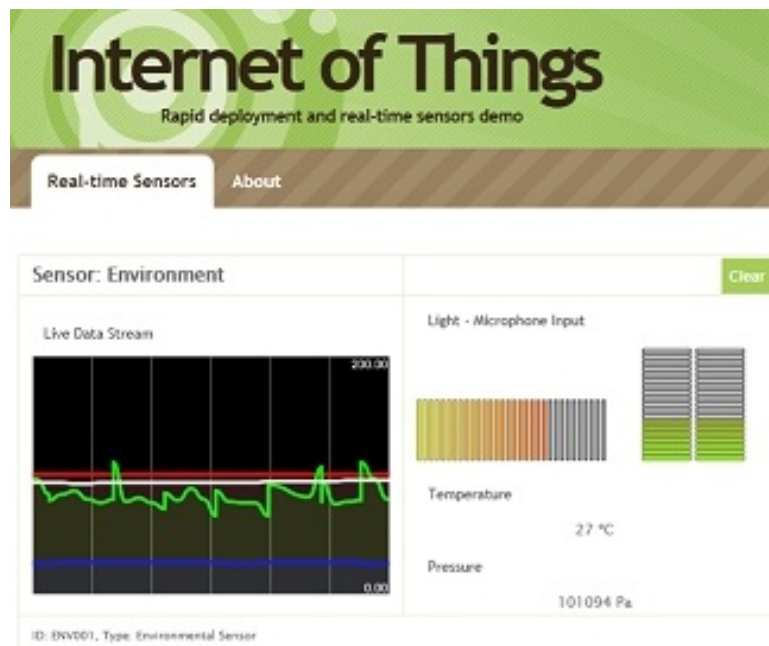 Internet of Things
Rapid deployment and real-time sensors demo
Real-time Sensors
About
Sensor: Environment
Clear
Live Data Stream
200.00
0.00
Light - Microphone Input
Temperature
27 °C
Pressure
101094 Pa
ID: ENV001, Type: Environmental Sensor